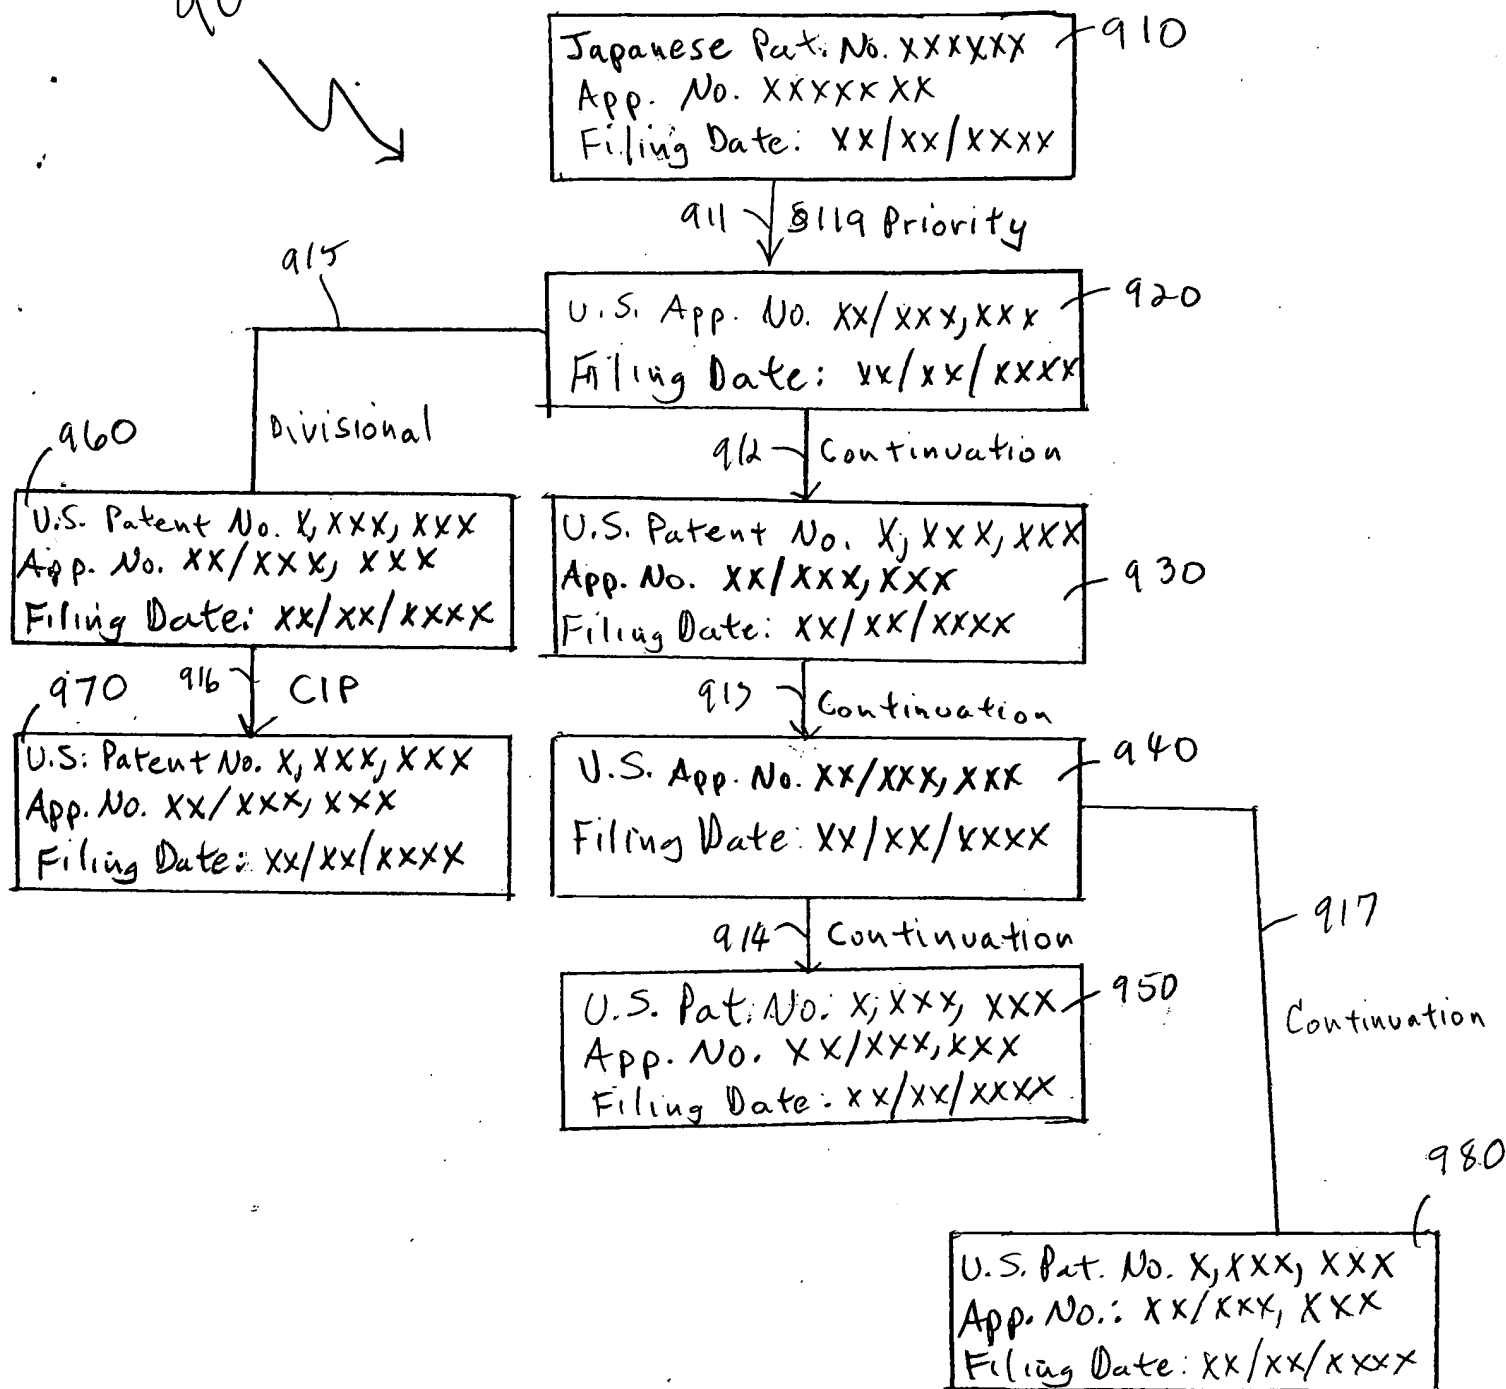 Japanese Pat. No. XXXXXX
910
App. No. XXXXX XX
Filing Date: XX/XX/XXXX
911
§119 Priority
915
U.S. App. No. XX/XXX,XXX
920
Filing Date: XX/XX/XXXX
960
Divisional
912
Continuation
U.S. Patent No. X,XXX,XXX
App. No. XX/XXX,XXX
Filing Date: XX/XX/XXXX
U.S. Patent No. X,XXX,XXX
App. No. XX/XXX,XXX
930
Filing Date: XX/XX/XXXX
970
916
CIP
913
Continuation
U.S. Patent No. X,XXX,XXX
App. No. XX/XXX,XXX
Filing Date: XX/XX/XXXX
U.S. App. No. XX/XXX,XXX
940
Filing Date: XX/XX/XXXX
914
Continuation
917
Continuation
U.S. Pat. No. X,XXX,XXX
950
App. No. XX/XXX,XXX
Filing Date: XX/XX/XXXX
980
U.S. Pat. No. X,XXX,XXX
App. No.: XX/XXX,XXX
Filing Date: XX/XX/XXXX